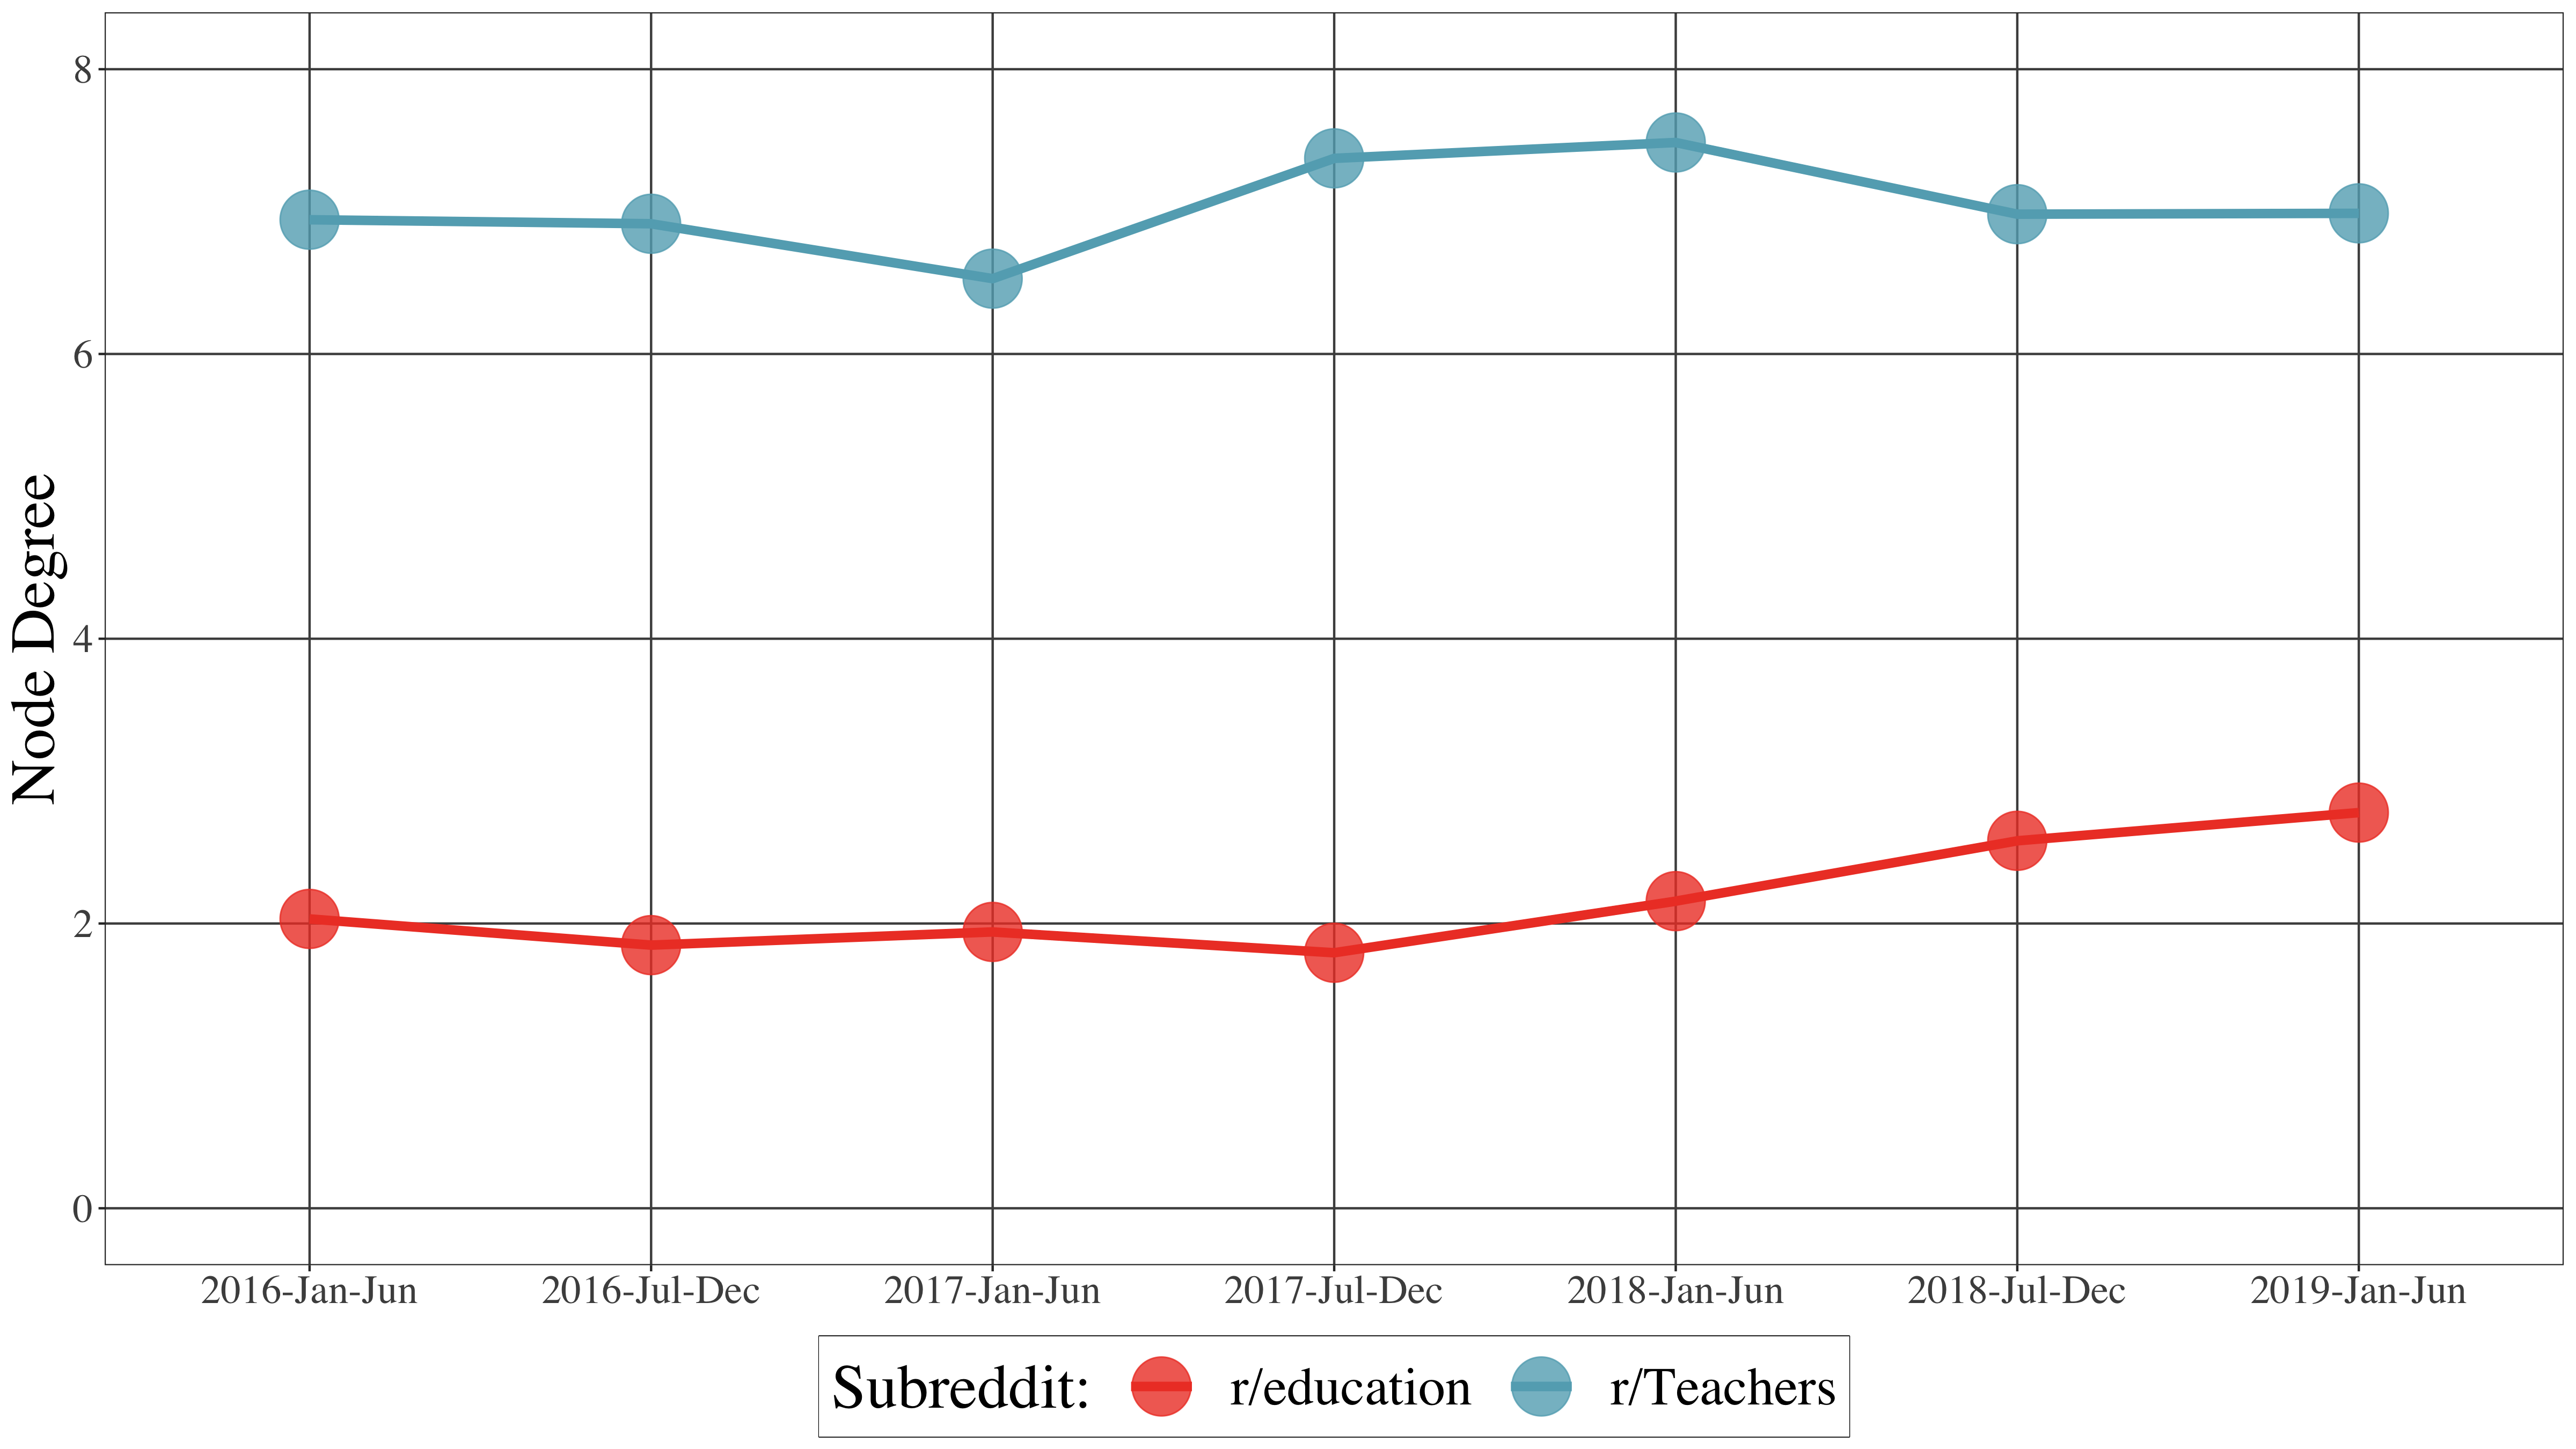 Node Degree
8
6
4
2
0
2016-Jan-Jun 2016-Jul-Dec 2017-Jan-Jun 2017-Jul-Dec 2018-Jan-Jun 2018-Jul-Dec 2019-Jan-Jun
Subreddit: r/education r/Teachers